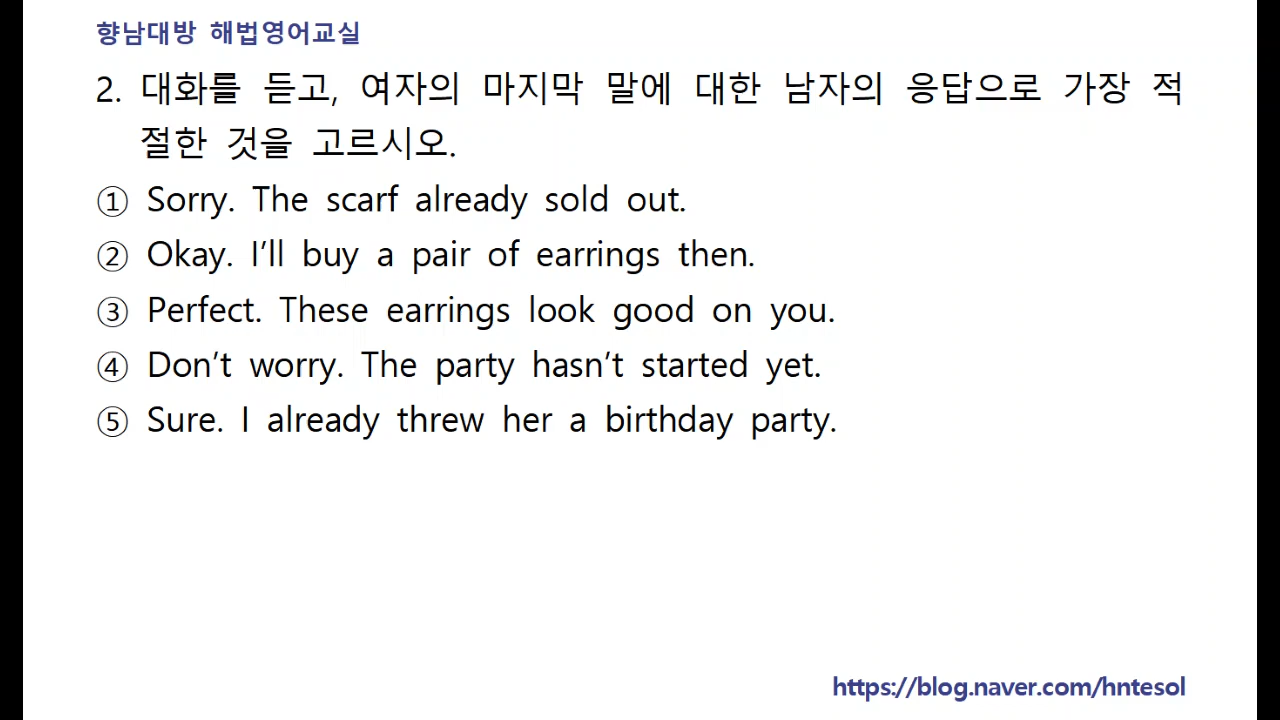 향남대방 해법영어교실
2. 대화를 듣고, 여자의 마지막 말에 대한 남자의 응답으로 가장 적
절한 것을 고르시오.
① Sorry. The scarf already sold out.
② Okay. I’ll buy a pair of earrings then.
③ Perfect. These earrings look good on you.
④ Don’t worry. The party hasn’t started yet.
⑤ Sure. I already threw her a birthday party.
https://blog.naver.com/hntesol